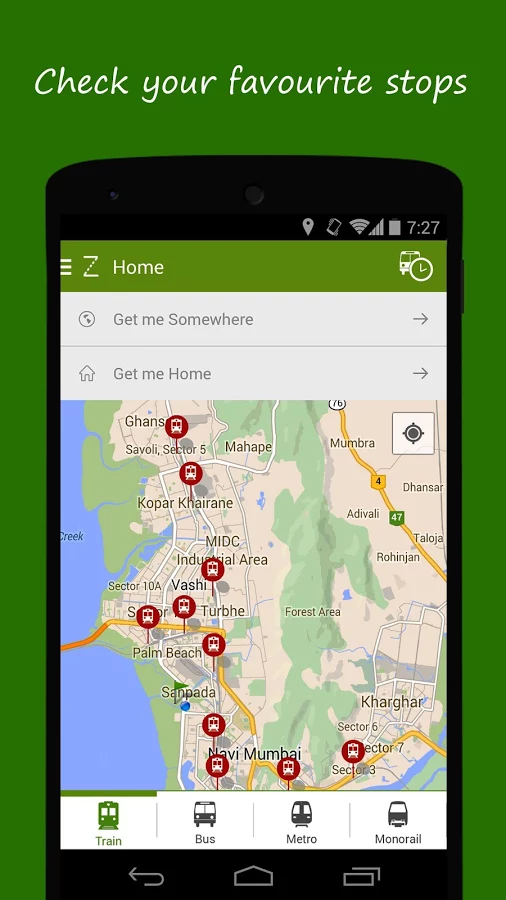 Check your favourite stops
7:27
Z Home
Get me Somewhere
Get me Home
76
Ghans
Savoli, Sector 5
Mahape
Mumbra
4
Dhansar
Kopar Khairane
Adivali
47
Creek
MIDC
Industrial Area
Taloja
Rohinjan
Sector 10A
Vashi
Turbhe
Forest Area
Palm Beach
Sanpada
Kharghar
Sector 6
Navi Mumbai
Sector 7
Sector 3
Train
Bus
Metro
Monorail